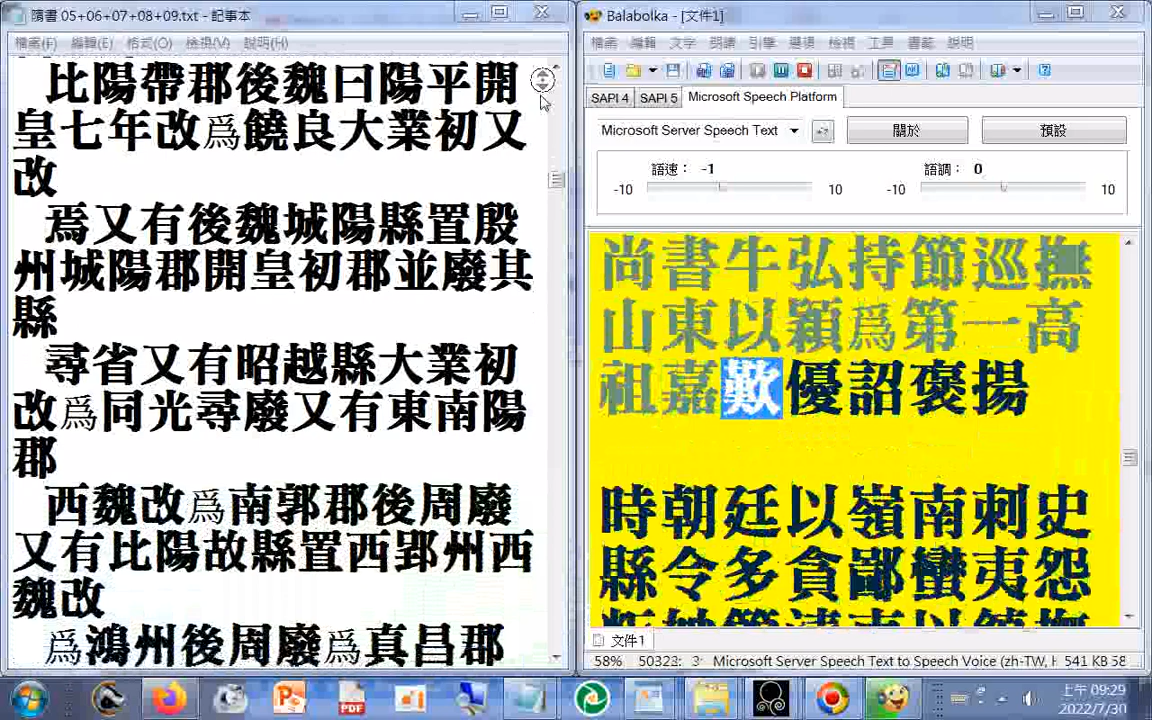 隋書 05+06+07+08+09.txt - 記事本
檔案(F) 編輯(E) 格式(O) 檢視(V) 說明(H)
比陽帶郡後魏曰陽平開
皇七年改爲饒良大業初又
改
焉又有後魏城陽縣置殷
州城陽郡開皇初郡並廢其
縣
尋省又有昭越縣大業初
改爲同光尋廢又有東南陽
郡
西魏改爲南郭郡後周廢
又有比陽故縣置西郢州西
魏改
爲鴻州後周廢爲真昌郡
Balabolka - [文件1]
檔案 編輯 文字 朗讀 引擎 選項 檢視 工具 書籤 說明
SAPI 4 SAPI 5 Microsoft Speech Platform
Microsoft Server Speech Text 關於 預設
語速： -1 語調： 0
-10 10 -10 10
尚書牛弘持節巡撫
山東以穎爲第一高
祖嘉歎優詔褒揚
時朝廷以嶺南刺史
縣令多貪鄙蠻夷怨
文件1
58% 50323: 3 Microsoft Server Speech Text to Speech Voice (zh-TW, H 541 KB 58
PDF
上午 09:29
2022/7/30